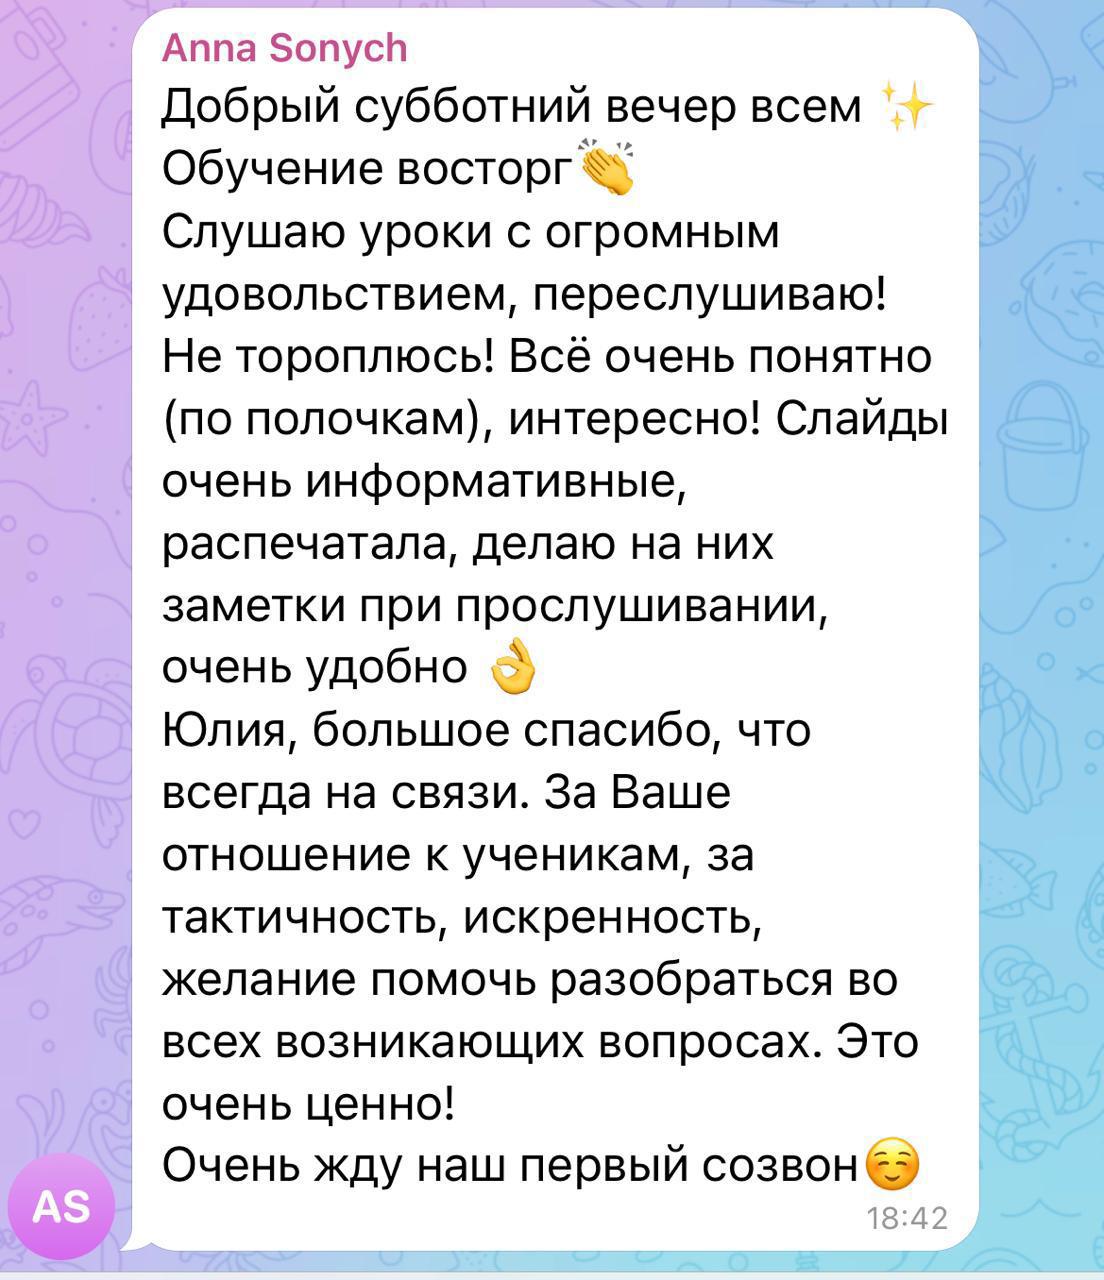 Anna Sonych
Добрый субботний вечер всем ✨
Обучение восторг👏
Слушаю уроки с огромным
удовольствием, переслушиваю!
Не тороплюсь! Всё очень понятно
(по полочкам), интересно! Слайды
очень информативные,
распечатала, делаю на них
заметки при прослушивании,
очень удобно 👌
Юлия, большое спасибо, что
всегда на связи. За Ваше
отношение к ученикам, за
тактичность, искренность,
желание помочь разобраться во
всех возникающих вопросах. Это
очень ценно!
Очень жду наш первый созвон☺️
18:42
AS